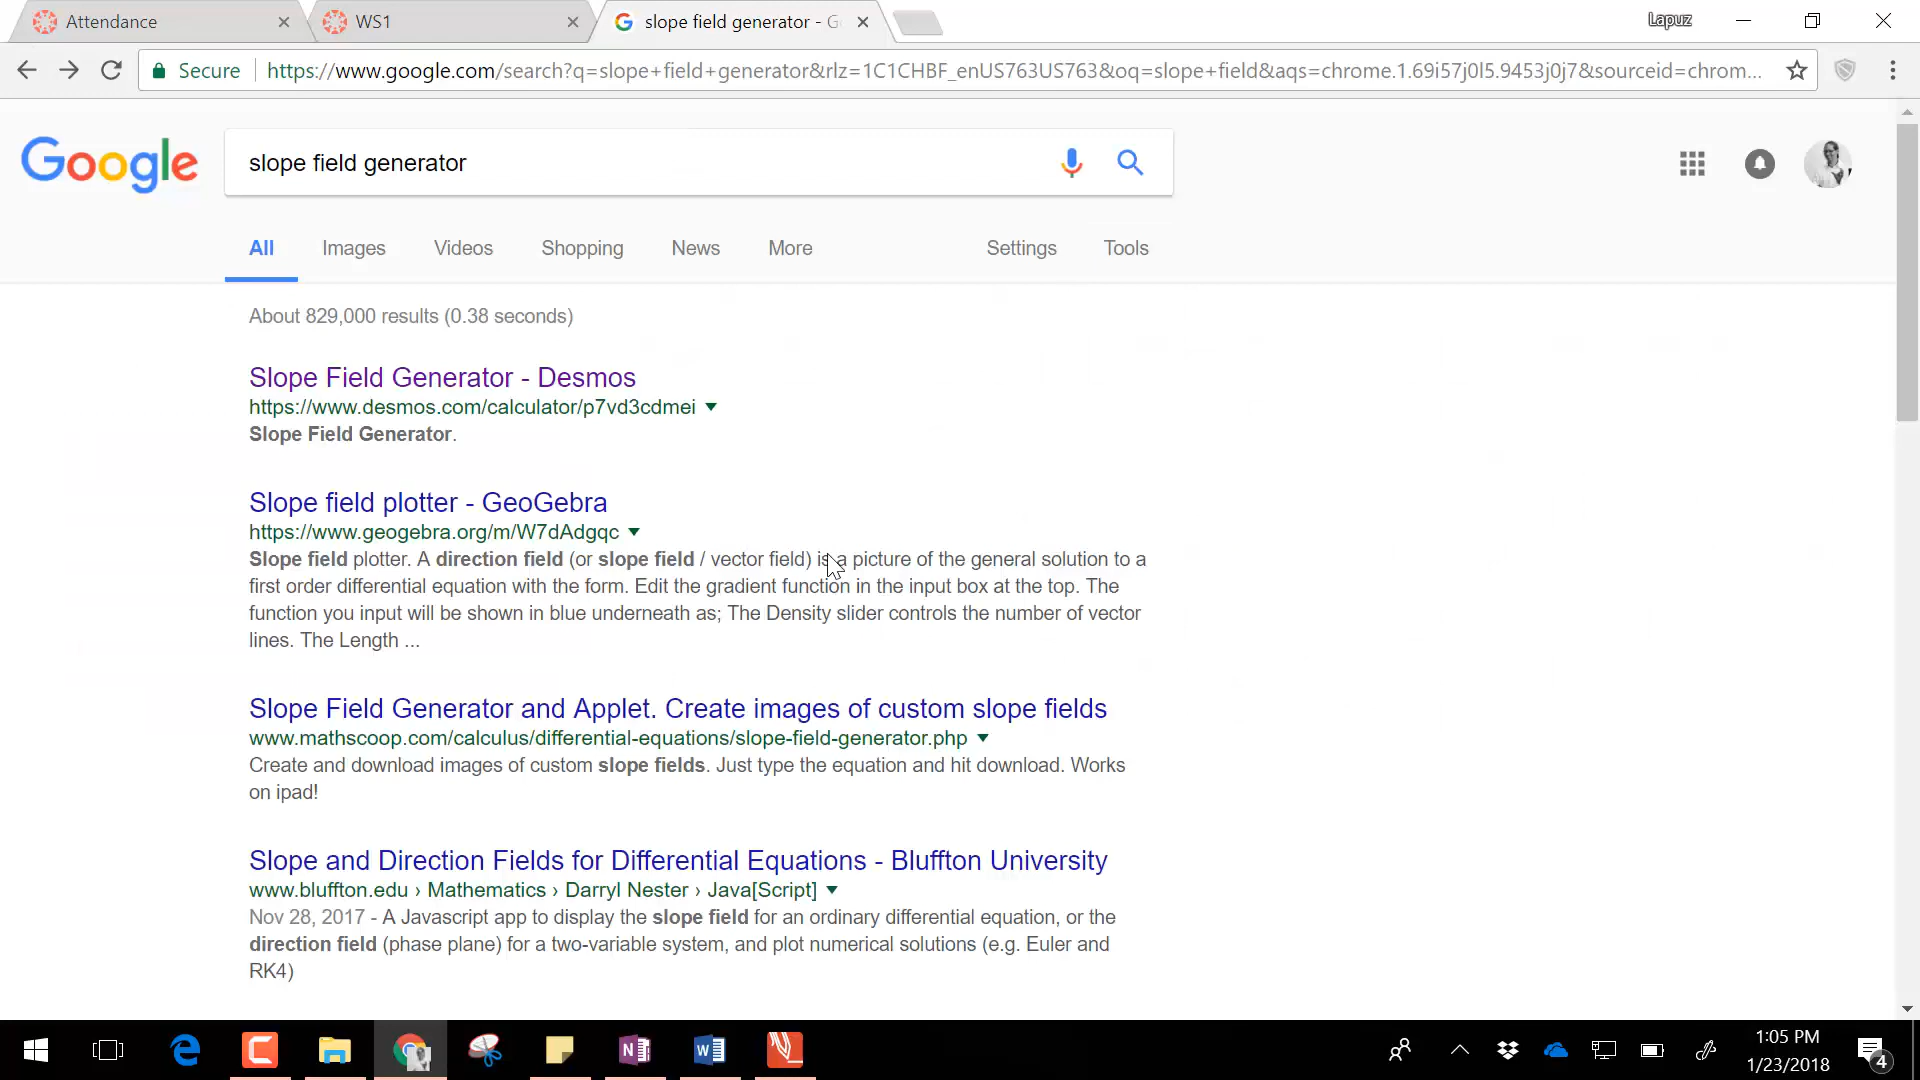 Attendance
WS1
slope field generator - G
Lapuz
Secure
https://www.google.com/search?q=slope+field+generator&rlz=1C1CHBF_enUS763US763&oq=slope+field&aqs=chrome.1.69i57j0l5.9453j0j7&sourceid=chrom...
Google
slope field generator
All Images Videos Shopping News More Settings Tools
About 829,000 results (0.38 seconds)
Slope Field Generator - Desmos
https://www.desmos.com/calculator/p7vd3cdmei
Slope Field Generator.
Slope field plotter - GeoGebra
https://www.geogebra.org/m/W7dAdgqc
Slope field plotter. A direction field (or slope field / vector field) is a picture of the general solution to a
first order differential equation with the form. Edit the gradient function in the input box at the top. The
function you input will be shown in blue underneath as; The Density slider controls the number of vector
lines. The Length ...
Slope Field Generator and Applet. Create images of custom slope fields
www.mathscoop.com/calculus/differential-equations/slope-field-generator.php
Create and download images of custom slope fields. Just type the equation and hit download. Works
on ipad!
Slope and Direction Fields for Differential Equations - Bluffton University
www.bluffton.edu › Mathematics › Darryl Nester › Java[Script]
Nov 28, 2017 - A Javascript app to display the slope field for an ordinary differential equation, or the
direction field (phase plane) for a two-variable system, and plot numerical solutions (e.g. Euler and
RK4)
1:05 PM
1/23/2018
4